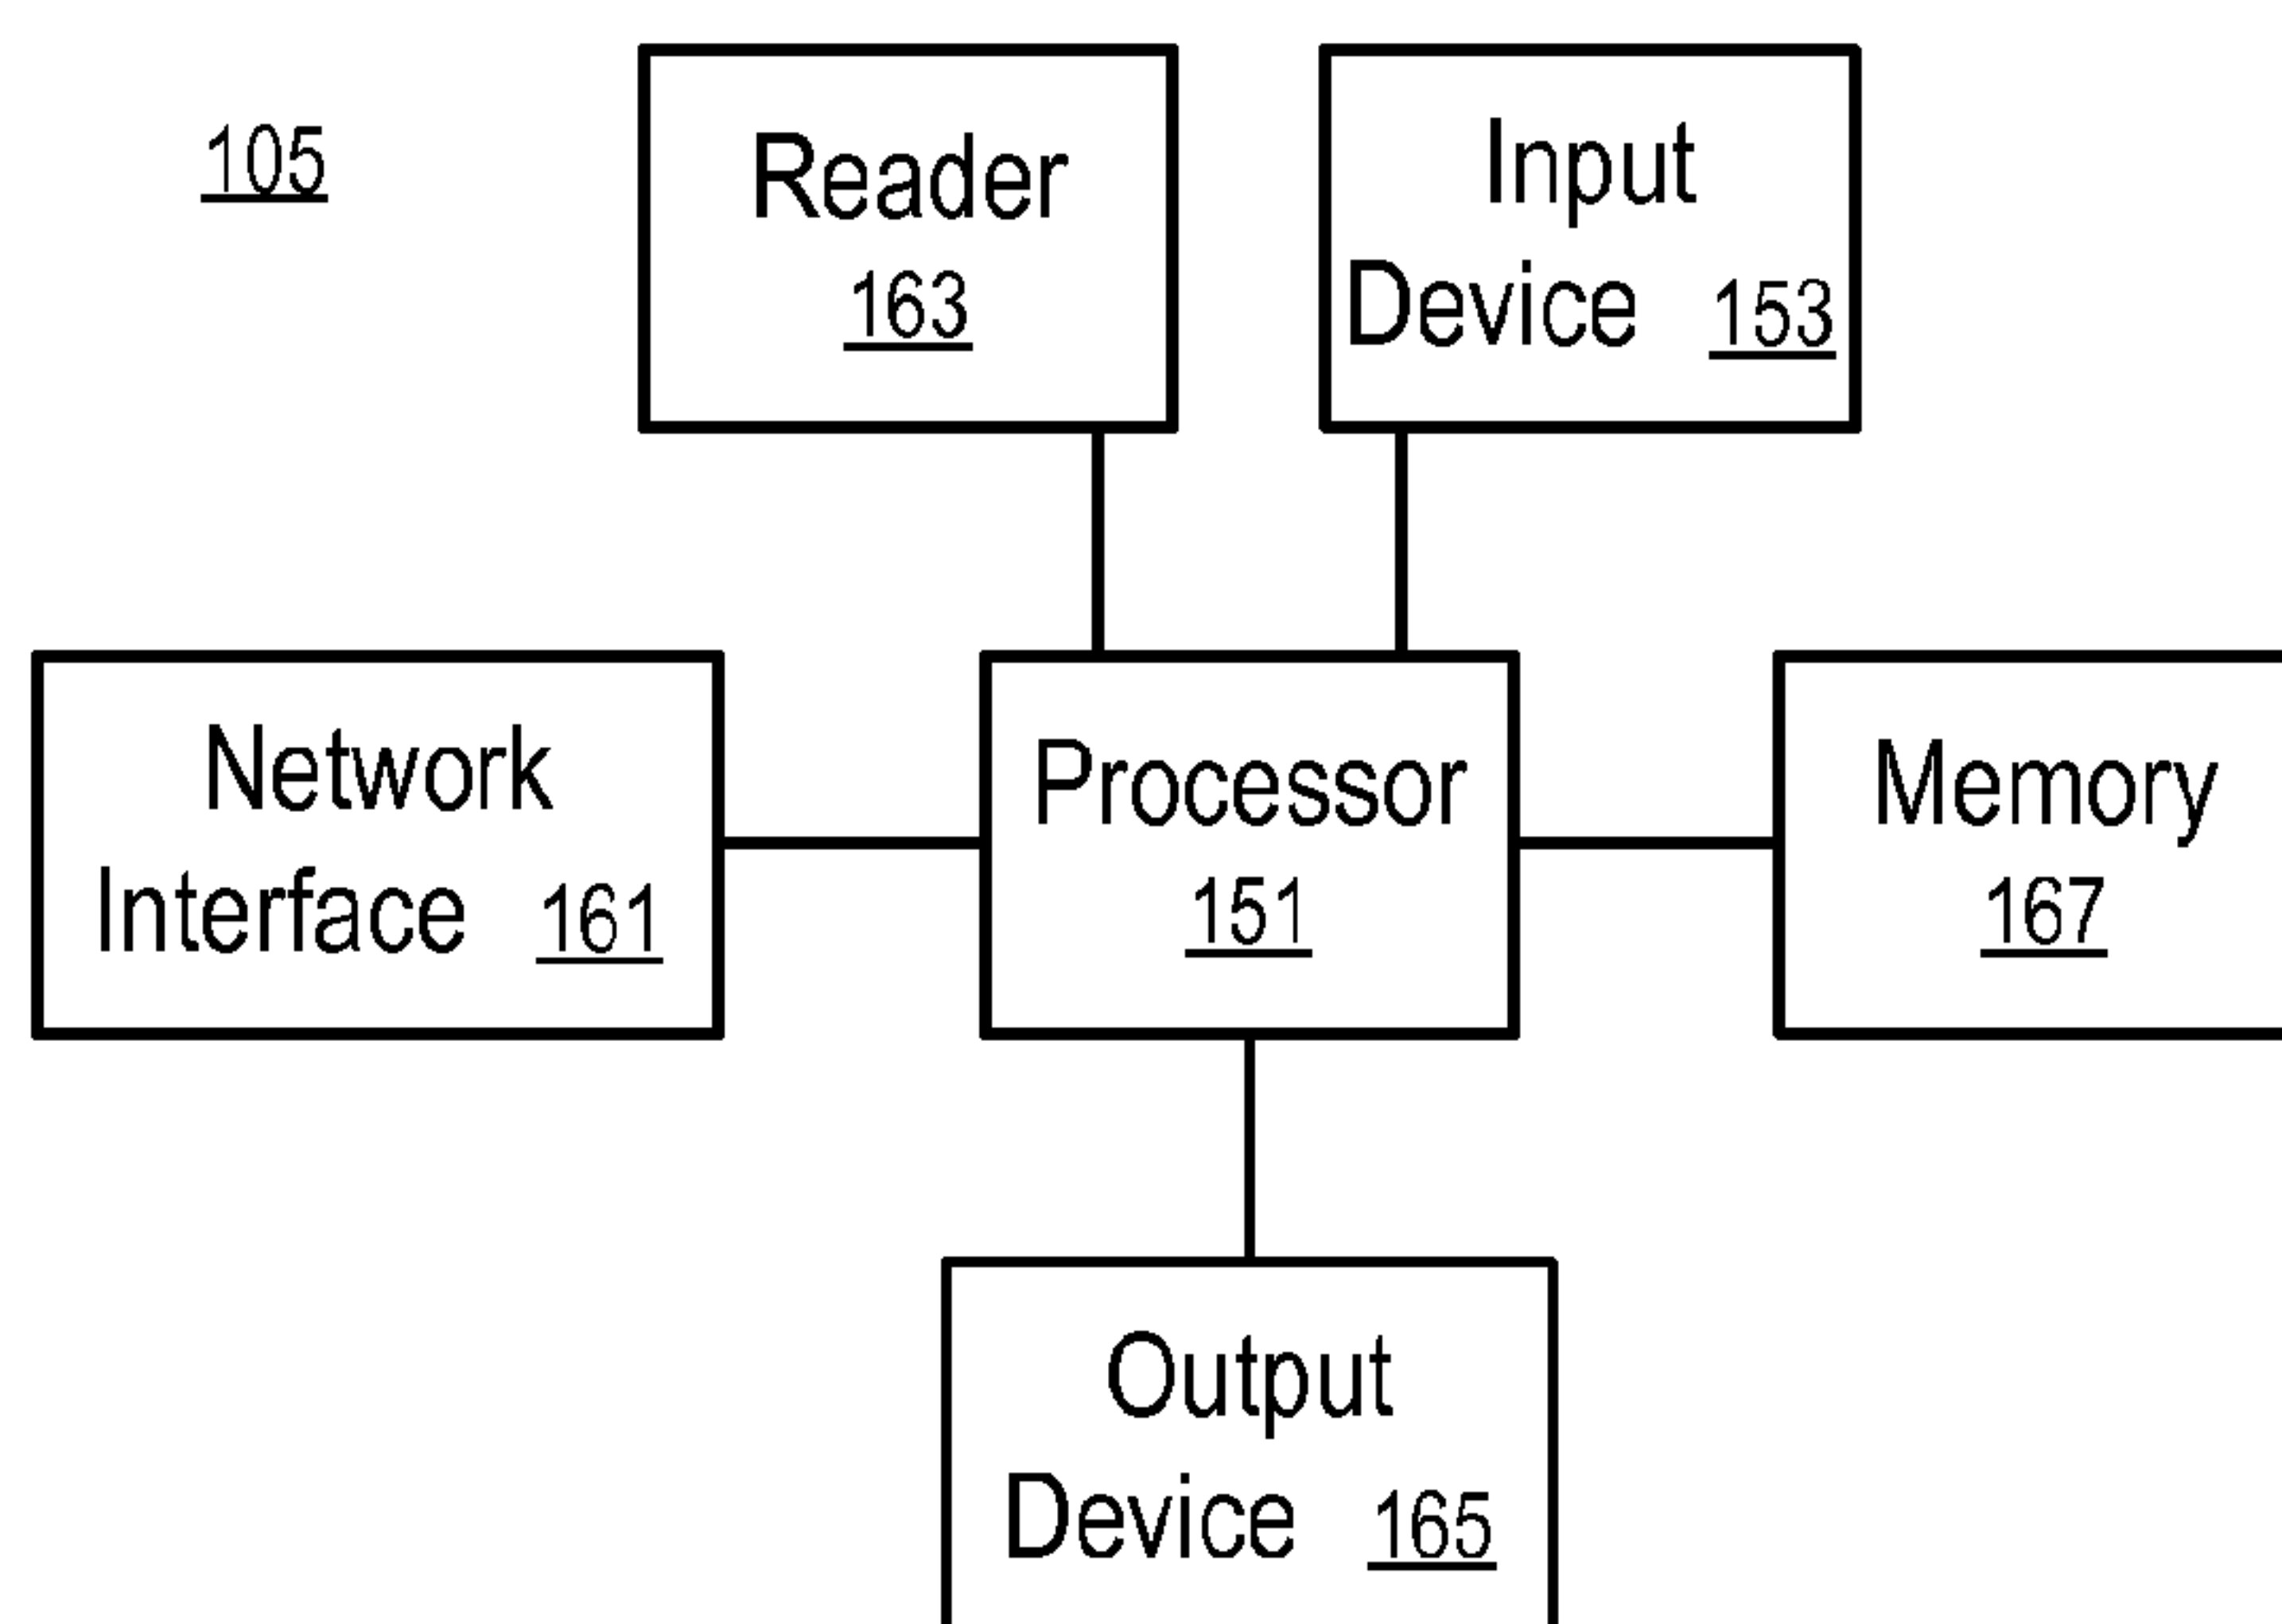 105
Reader
163
Input
Device 153
Network
Interface 161
Processor
151
Memory
167
Output
Device 165